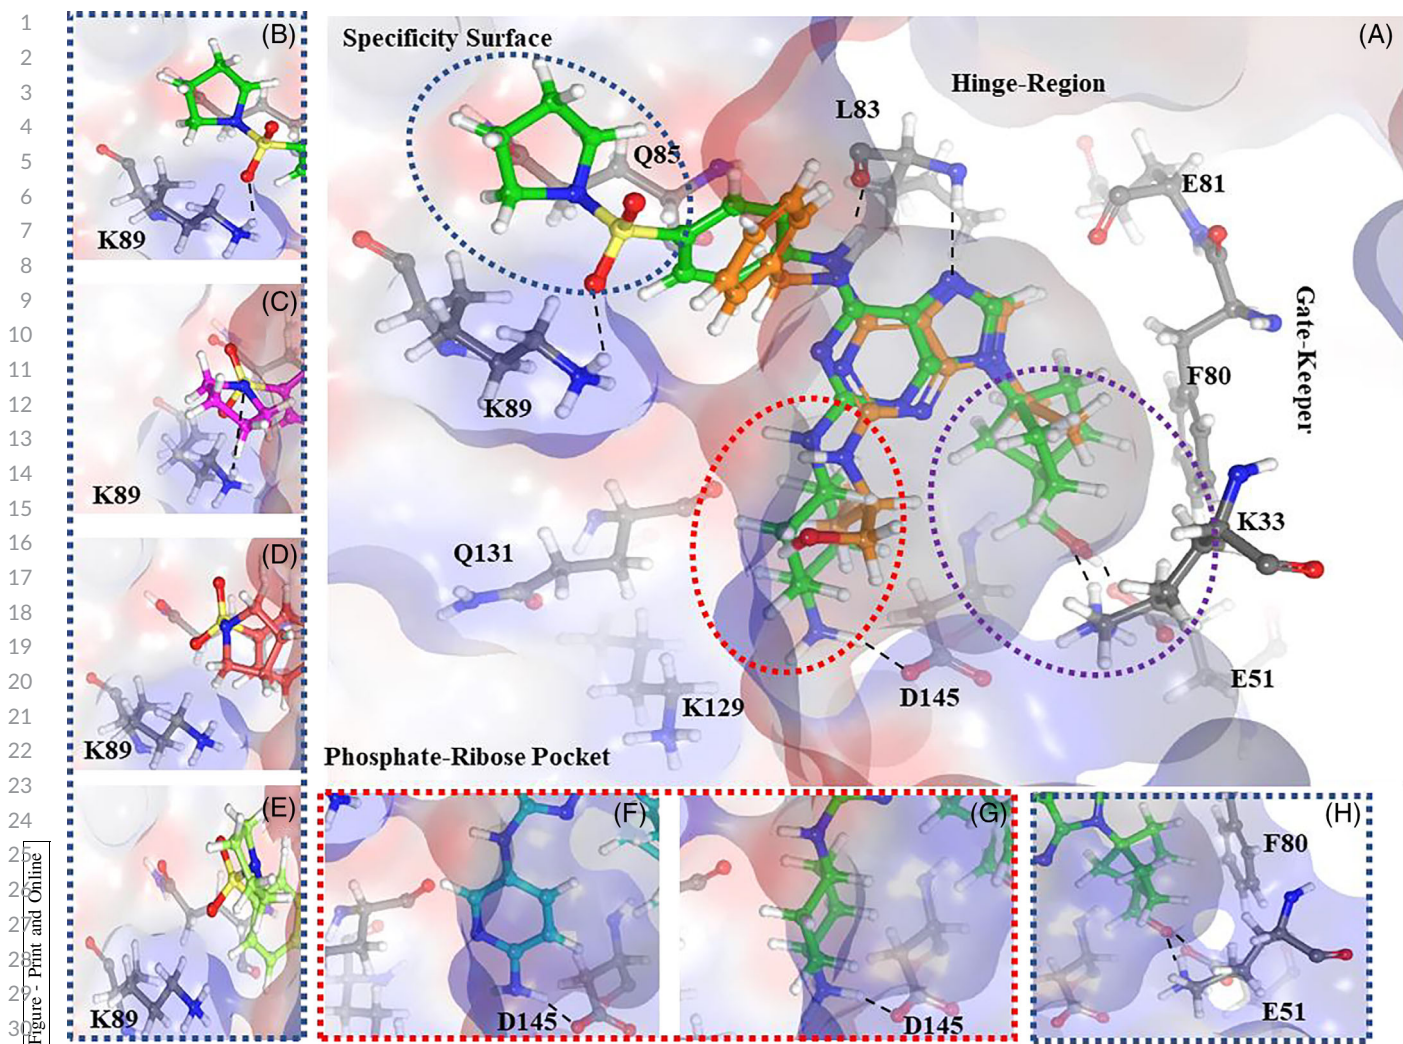 1
2
3
4
5
6
7
8
9
10
11
12
13
14
15
16
17
18
19
20
21
22
23
24
25
26
27
28
29
30
Figure - Print and Online
(B)
K89
(C)
K89
(D)
K89
(E)
K89
(A)
Specificity Surface
Hinge-Region
L83
Q85
E81
K89
F80
Gate-Keeper
Q131
K33
K129
D145
E51
Phosphate-Ribose Pocket
(F)
D145
(G)
D145
(H)
F80
E51